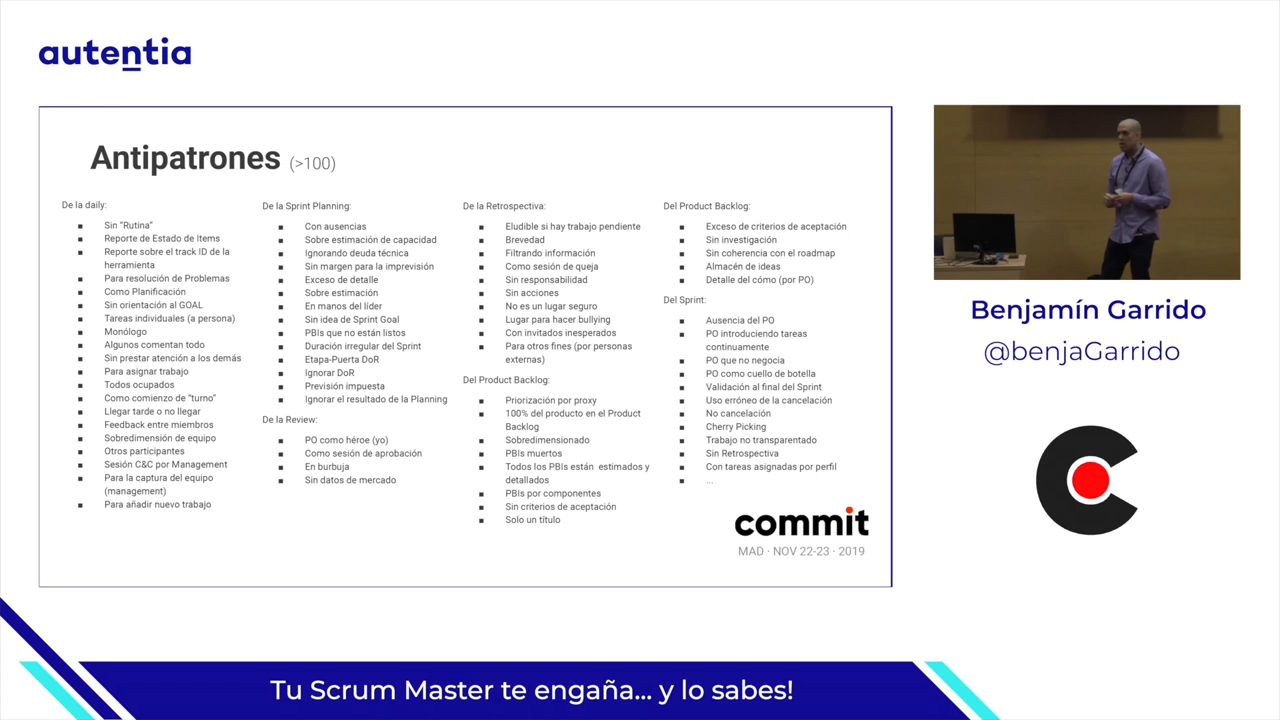 autentia
Antipatrones (>100)
De la daily:
Sin “Rutina”
Reporte de Estado de Items
Reporte sobre el track ID de la
herramienta
Para resolución de Problemas
Como Planificación
Sin orientación al GOAL
Tareas individuales (a persona)
Monólogo
Algunos comentan todo
Sin prestar atención a los demás
Para asignar trabajo
Todos ocupados
Como comienzo de “turno”
Llegar tarde o no llegar
Feedback entre miembros
Sobredimensión de equipo
Otros participantes
Sesión C&C por Management
Para la captura del equipo
(management)
Para añadir nuevo trabajo
De la Sprint Planning:
Con ausencias
Sobre estimación de capacidad
Ignorando deuda técnica
Sin margen para la imprevisión
Exceso de detalle
Sobre estimación
En manos del líder
Sin idea de Sprint Goal
PBIs que no están listos
Duración irregular del Sprint
Etapa-Puerta DoR
Ignorar DoR
Previsión impuesta
Ignorar el resultado de la Planning
De la Review:
PO como héroe (yo)
Como sesión de aprobación
En burbuja
Sin datos de mercado
De la Retrospectiva:
Eludible si hay trabajo pendiente
Brevedad
Filtrando información
Como sesión de queja
Sin responsabilidad
Sin acciones
No es un lugar seguro
Lugar para hacer bullying
Con invitados inesperados
Para otros fines (por personas
externas)
Del Product Backlog:
Priorización por proxy
100% del producto en el Product
Backlog
Sobredimensionado
PBIs muertos
Todos los PBIs están estimados y
detallados
PBIs por componentes
Sin criterios de aceptación
Solo un título
Del Product Backlog:
Exceso de criterios de aceptación
Sin investigación
Sin coherencia con el roadmap
Almacén de ideas
Detalle del cómo (por PO)
Del Sprint:
Ausencia del PO
PO introduciendo tareas
continuamente
PO que no negocia
PO como cuello de botella
Validación al final del Sprint
Uso erróneo de la cancelación
No cancelación
Cherry Picking
Trabajo no transparentado
Sin Retrospectiva
Con tareas asignadas por perfil
...
commit
MAD · NOV 22-23 · 2019
Benjamín Garrido
@benjaGarrido
Tu Scrum Master te engaña... y lo sabes!